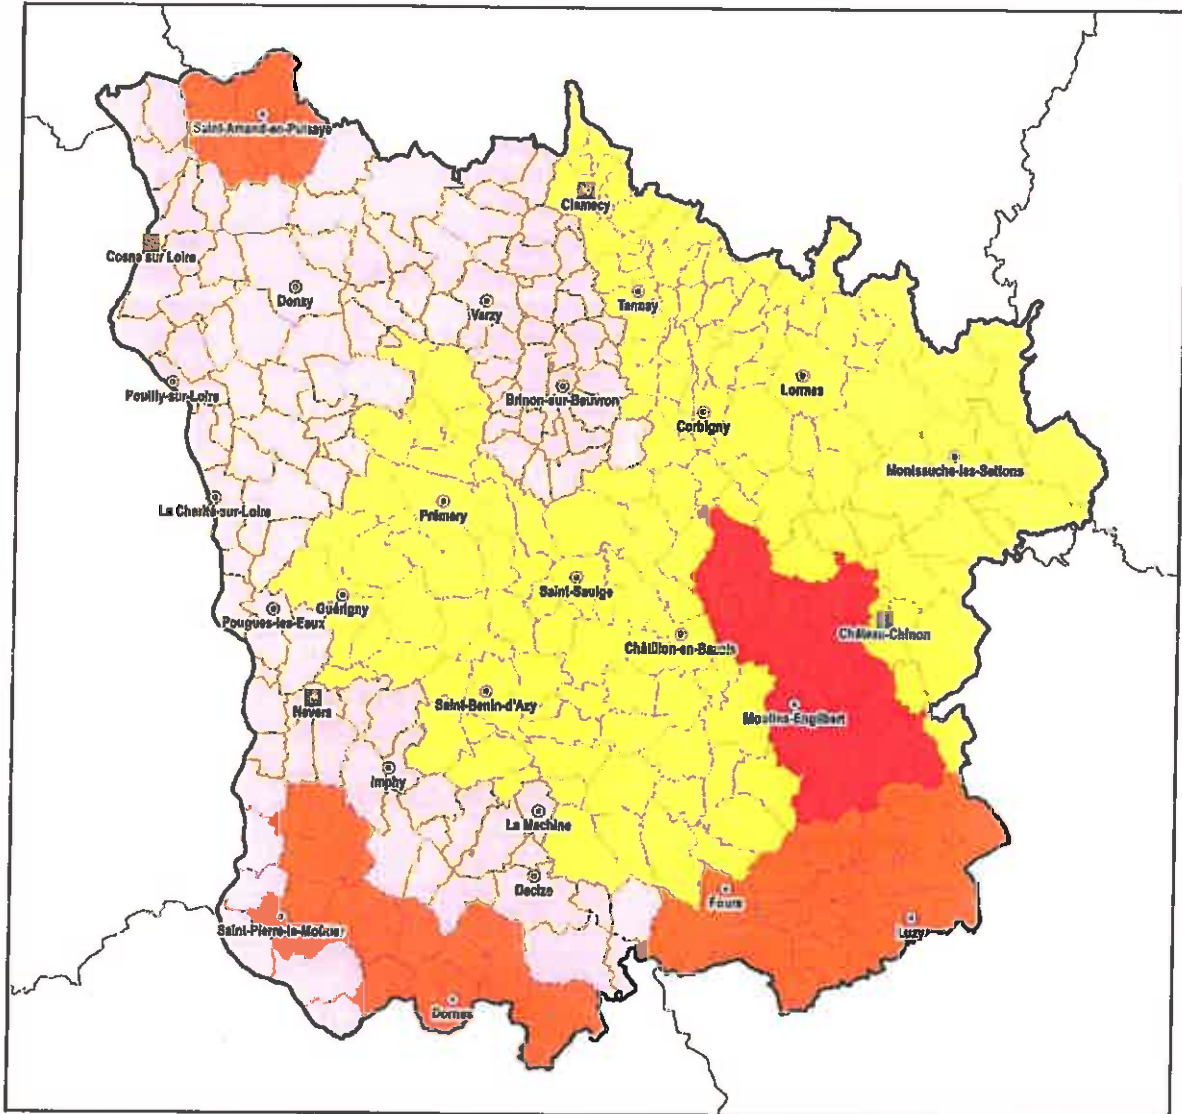 Saint-Amand-en-Puisaye
Clamecy
Cosne sur Loire
Donzy
Varzy
Tannay
Pouilly-sur-Loire
Brinon-sur-Beuvron
Lormes
Corbigny
Montsauche-les-Settons
La Charité-sur-Loire
Prémery
Saint-Saulge
Guérigny
Pougues-les-Eaux
Château-Chinon
Châtillon-en-Bazois
Nevers
Saint-Benin-d'Azy
Moulins-Engilbert
Imphy
La Machine
Decize
Fours
Saint-Pierre-le-Moûtier
Luzy
Dornes